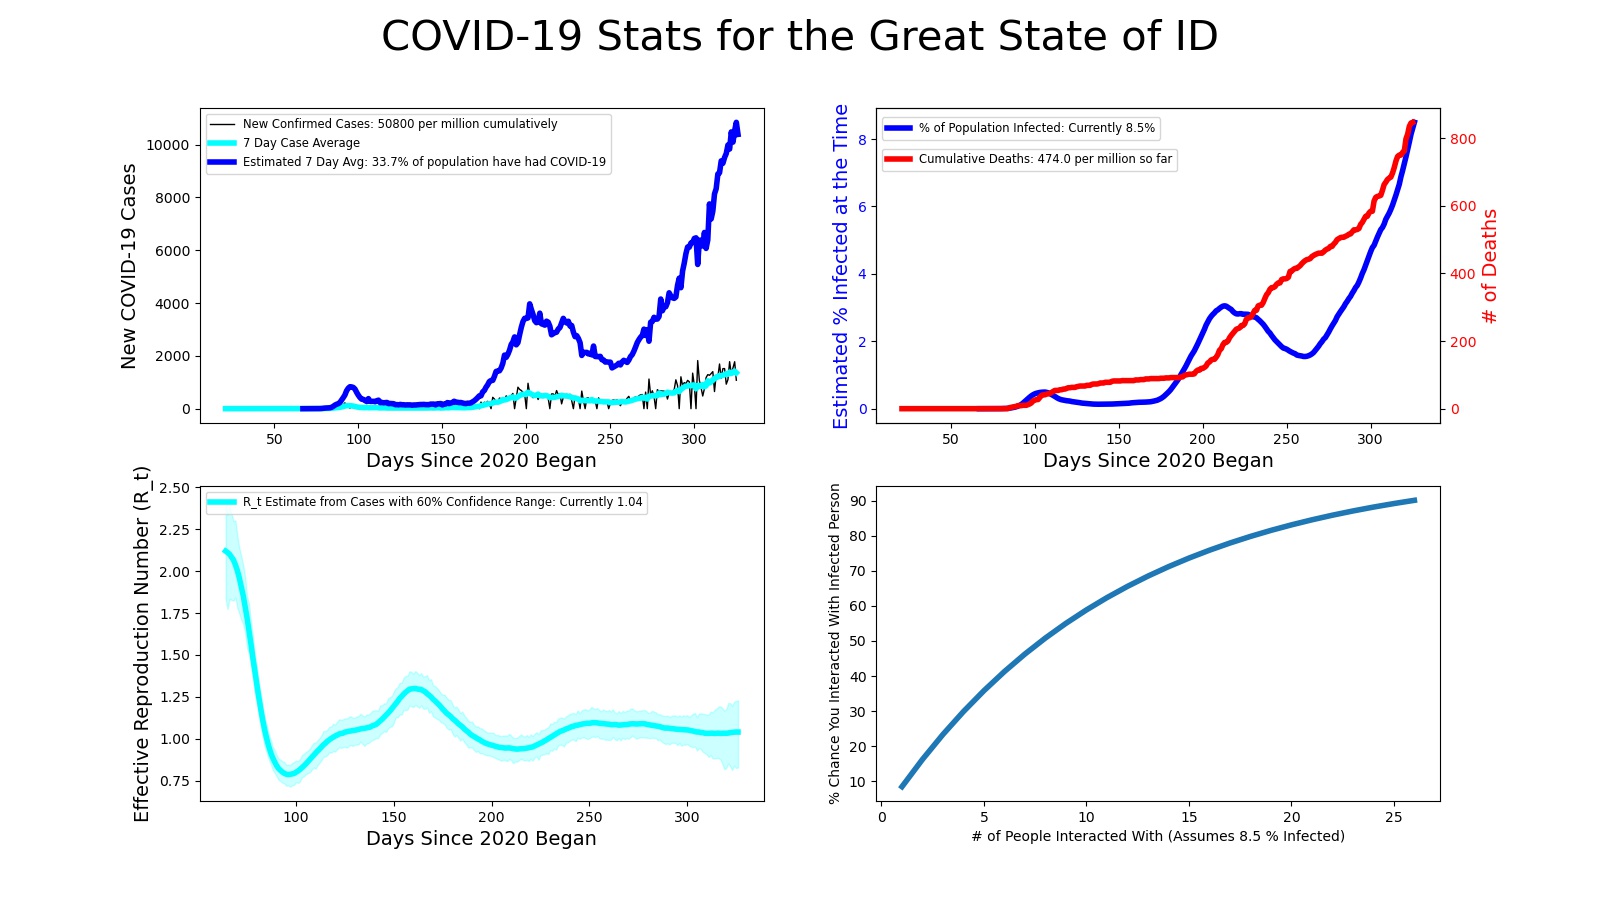 COVID-19 Stats for the Great State of ID
New COVID-19 Cases
10000
8000
6000
4000
2000
0
New Confirmed Cases: 50800 per million cumulatively
7 Day Case Average
Estimated 7 Day Avg: 33.7% of population have had COVID-19
50 100 150 200 250 300
Days Since 2020 Began
Estimated % Infected at the Time
8
6
4
2
0
% of Population Infected: Currently 8.5%
Cumulative Deaths: 474.0 per million so far
800
600
400
200
0
# of Deaths
50 100 150 200 250 300
Days Since 2020 Began
Effective Reproduction Number (R_t)
2.50
2.25
2.00
1.75
1.50
1.25
1.00
0.75
R_t Estimate from Cases with 60% Confidence Range: Currently 1.04
100 150 200 250 300
Days Since 2020 Began
% Chance You Interacted With Infected Person
90
80
70
60
50
40
30
20
10
0 5 10 15 20 25
# of People Interacted With (Assumes 8.5 % Infected)